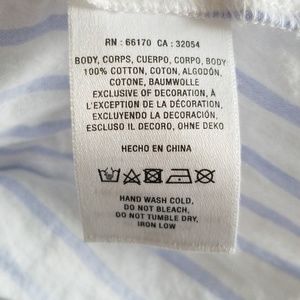 RN : 66170 CA : 32054
BODY, CORPS, CUERPO, CORPO, BODY:
100% COTTON, COTON, ALGODÓN,
COTONE, BAUMWOLLE
EXCLUSIVE OF DECORATION, À
L'EXCEPTION DE LA DÉCORATION,
EXCLUYENDO LA DECORACIÓN,
ESCLUSO IL DECORO, OHNE DEKO
HECHO EN CHINA
HAND WASH COLD,
DO NOT BLEACH,
DO NOT TUMBLE DRY,
IRON LOW